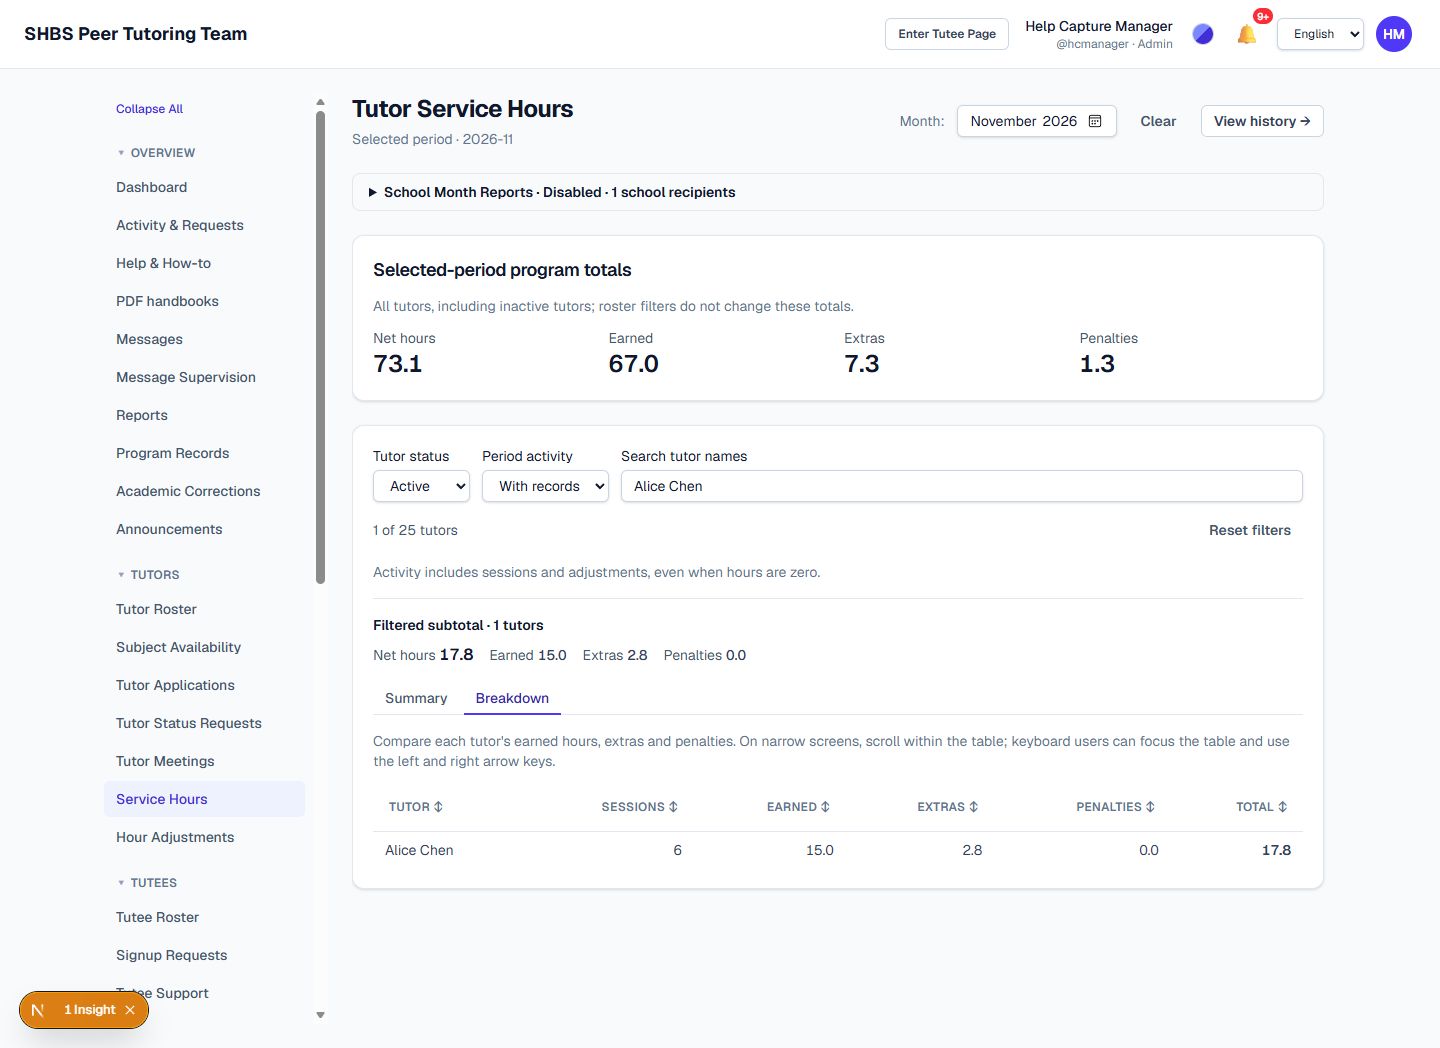 SHBS Peer Tutoring Team
Enter Tutee Page
Help Capture Manager
@hcmanager · Admin
9+
English
HM
Collapse All
OVERVIEW
Dashboard
Activity & Requests
Help & How-to
PDF handbooks
Messages
Message Supervision
Reports
Program Records
Academic Corrections
Announcements
TUTORS
Tutor Roster
Subject Availability
Tutor Applications
Tutor Status Requests
Tutor Meetings
Service Hours
Hour Adjustments
TUTEES
Tutee Roster
Signup Requests
Tutee Support
N 1 Insight
Tutor Service Hours
Selected period · 2026-11
Month: November 2026 Clear View history →
School Month Reports · Disabled · 1 school recipients
Selected-period program totals
All tutors, including inactive tutors; roster filters do not change these totals.
Net hours Earned Extras Penalties
73.1 67.0 7.3 1.3
Tutor status Period activity Search tutor names
Active With records Alice Chen
1 of 25 tutors Reset filters
Activity includes sessions and adjustments, even when hours are zero.
Filtered subtotal · 1 tutors
Net hours 17.8 Earned 15.0 Extras 2.8 Penalties 0.0
Summary Breakdown
Compare each tutor's earned hours, extras and penalties. On narrow screens, scroll within the table; keyboard users can focus the table and use
the left and right arrow keys.
TUTOR SESSIONS EARNED EXTRAS PENALTIES TOTAL
Alice Chen 6 15.0 2.8 0.0 17.8